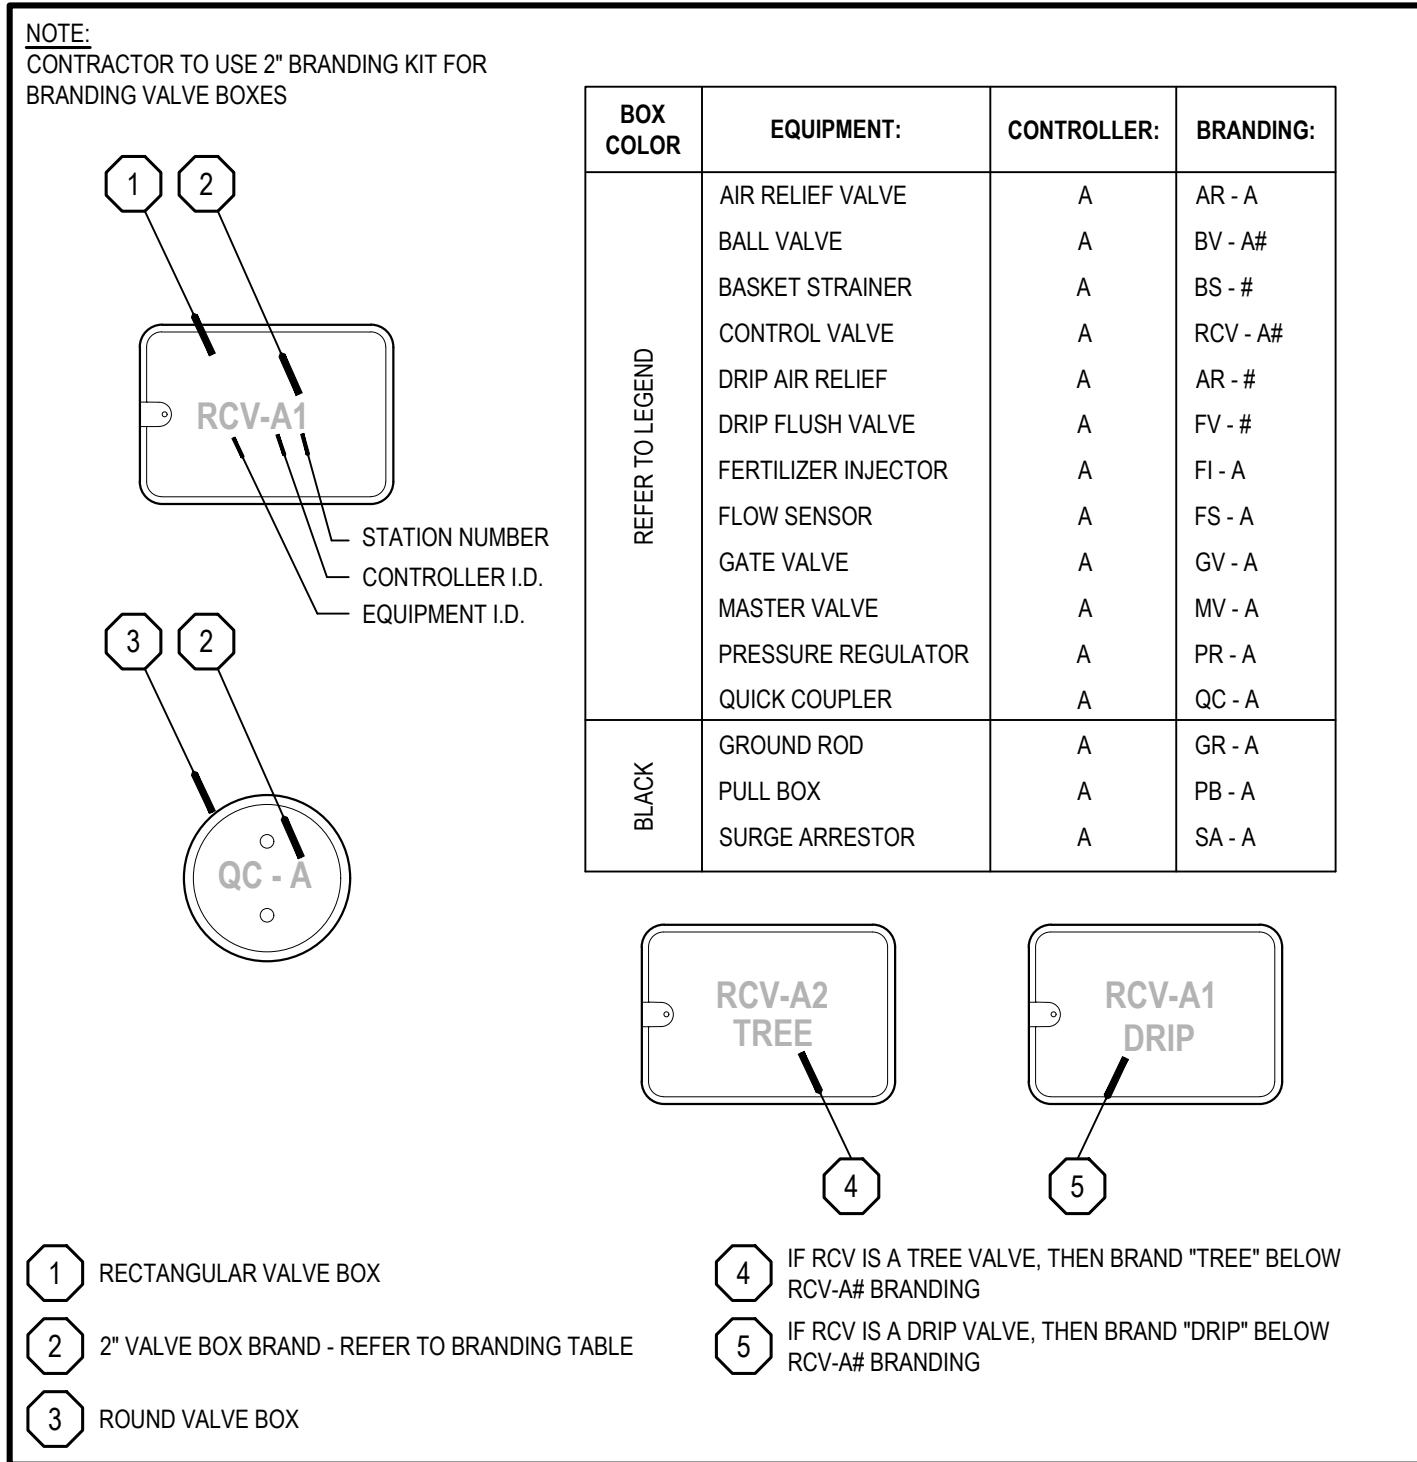 NOTE:
CONTRACTOR TO USE 2" BRANDING KIT FOR
BRANDING VALVE BOXES
1 2
RCV-A1
STATION NUMBER
CONTROLLER I.D.
EQUIPMENT I.D.
3 2
QC - A
BOX COLOR EQUIPMENT: CONTROLLER: BRANDING:
REFER TO LEGEND
AIR RELIEF VALVE A AR - A
BALL VALVE A BV - A#
BASKET STRAINER A BS - #
CONTROL VALVE A RCV - A#
DRIP AIR RELIEF A AR - #
DRIP FLUSH VALVE A FV - #
FERTILIZER INJECTOR A FI - A
FLOW SENSOR A FS - A
GATE VALVE A GV - A
MASTER VALVE A MV - A
PRESSURE REGULATOR A PR - A
QUICK COUPLER A QC - A
BLACK
GROUND ROD A GR - A
PULL BOX A PB - A
SURGE ARRESTOR A SA - A
RCV-A2
TREE
4
RCV-A1
DRIP
5
1 RECTANGULAR VALVE BOX
2 2" VALVE BOX BRAND - REFER TO BRANDING TABLE
3 ROUND VALVE BOX
4 IF RCV IS A TREE VALVE, THEN BRAND "TREE" BELOW
RCV-A# BRANDING
5 IF RCV IS A DRIP VALVE, THEN BRAND "DRIP" BELOW
RCV-A# BRANDING